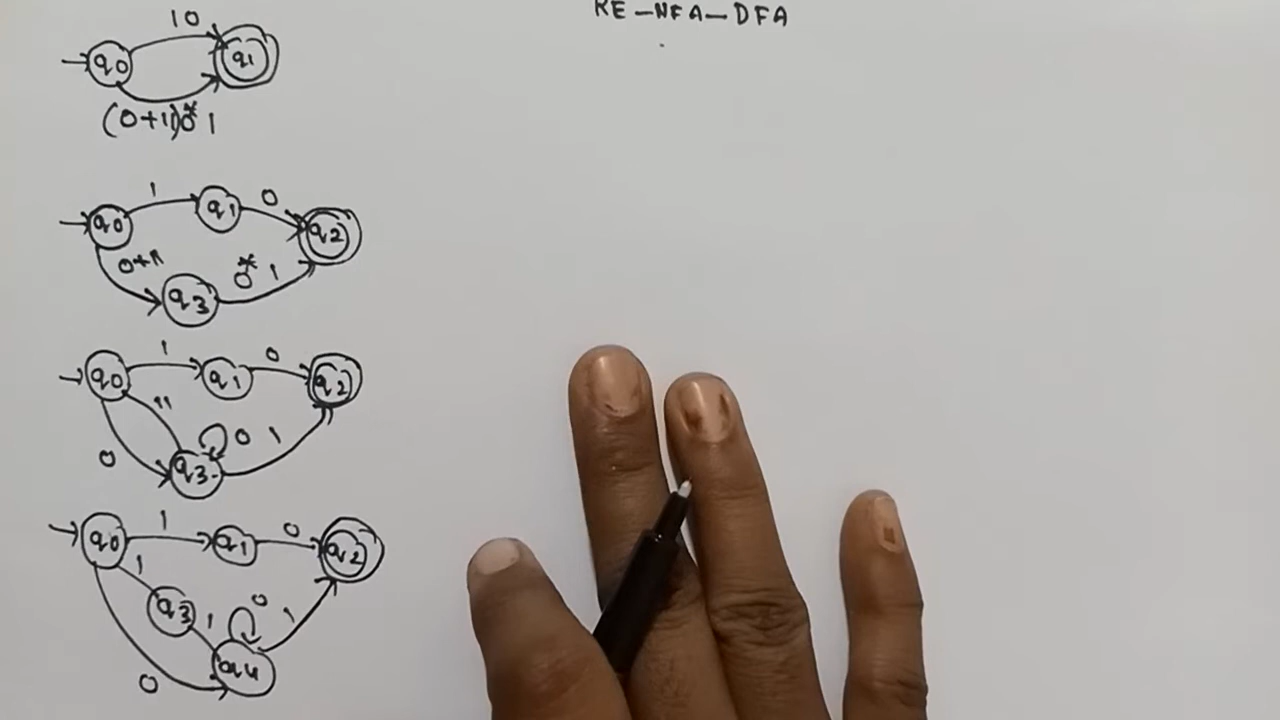 RE-NFA-DFA
10
q0 q1
(0+11)0* 1
1 0
q0 q1 q2
0+11 0* 1
q3
1 0
q0 q1 q2
11
0 0 1
q3
1 0
q0 q1 q2
1
q3 1 0 1
q4
0